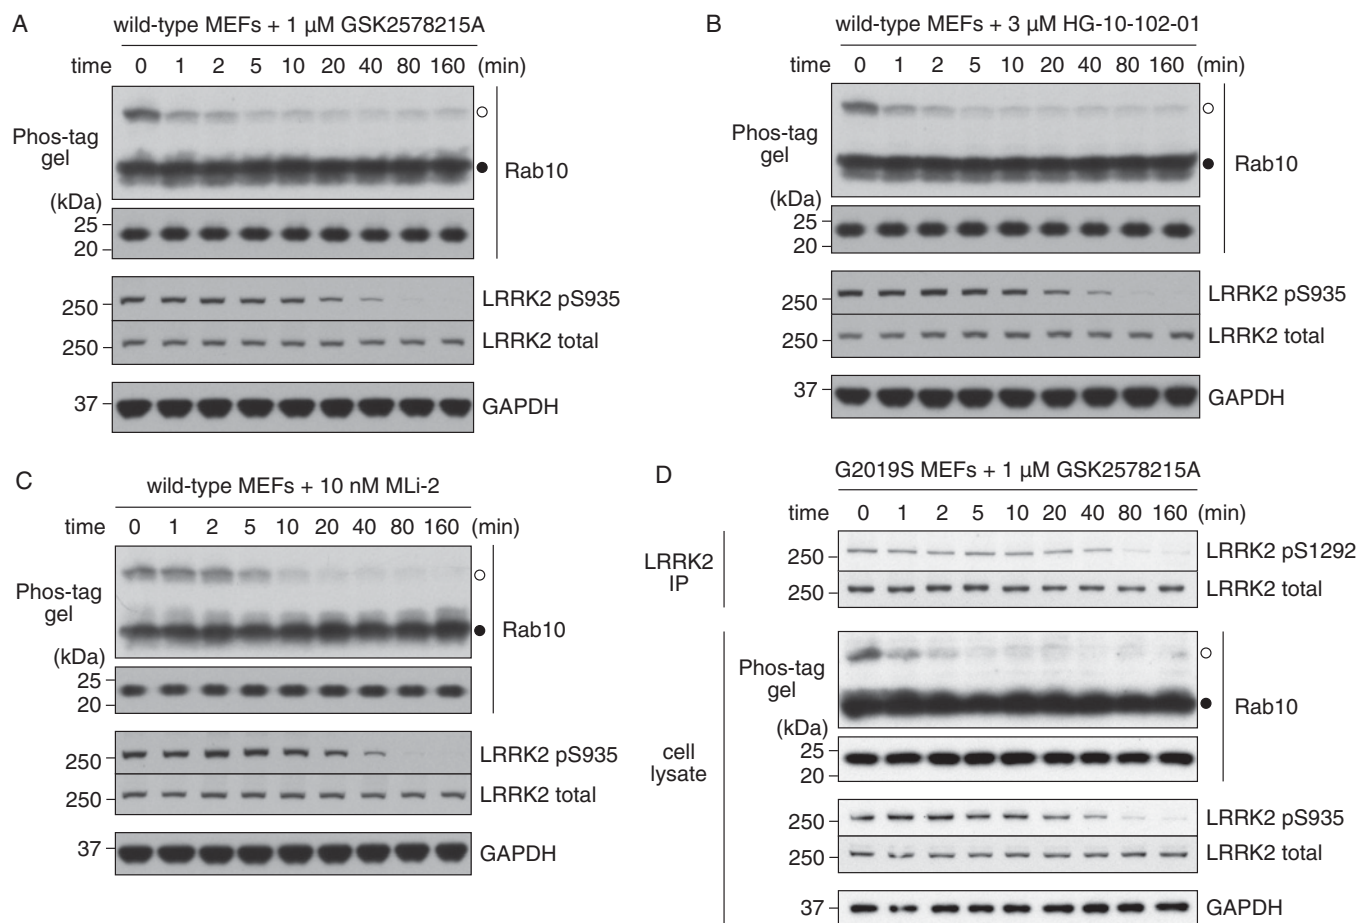 A
wild-type MEFs + 1 µM GSK2578215A
time 0 1 2 5 10 20 40 80 160 (min)
Phos-tag
gel
Rab10
(kDa)
25
20
250 LRRK2 pS935
250 LRRK2 total
37 GAPDH
B
wild-type MEFs + 3 µM HG-10-102-01
time 0 1 2 5 10 20 40 80 160 (min)
Phos-tag
gel
Rab10
(kDa)
25
20
250 LRRK2 pS935
250 LRRK2 total
37 GAPDH
C
wild-type MEFs + 10 nM MLi-2
time 0 1 2 5 10 20 40 80 160 (min)
Phos-tag
gel
Rab10
(kDa)
25
20
250 LRRK2 pS935
250 LRRK2 total
37 GAPDH
D
G2019S MEFs + 1 µM GSK2578215A
time 0 1 2 5 10 20 40 80 160 (min)
LRRK2
IP
250 LRRK2 pS1292
250 LRRK2 total
Phos-tag
gel
Rab10
(kDa)
25
20
cell
lysate
250 LRRK2 pS935
250 LRRK2 total
37 GAPDH